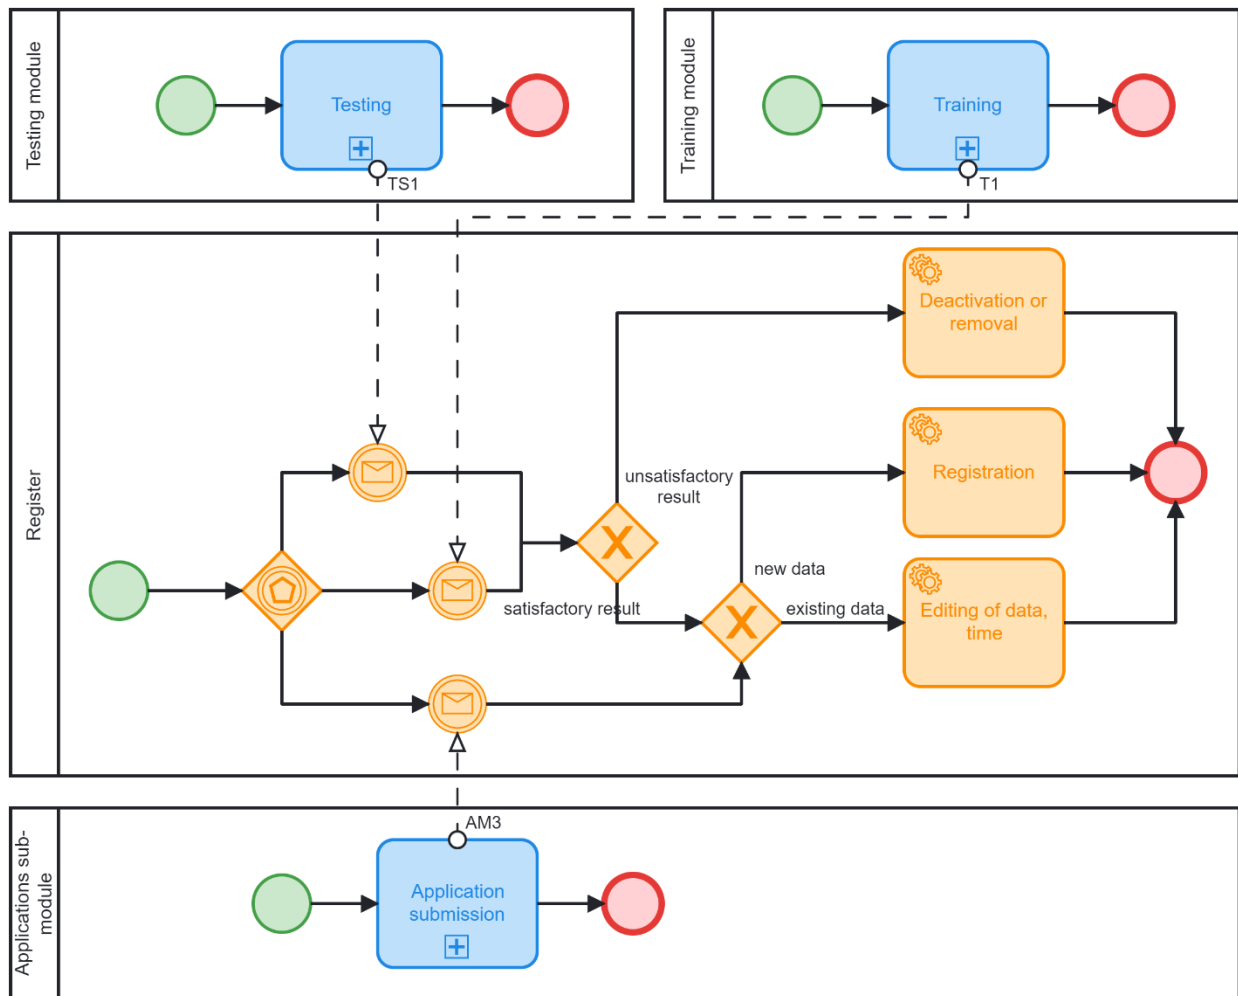 Testing module
Testing
TS1
Training module
Training
T1
Register
Deactivation or
removal
unsatisfactory
result
Registration
new data
satisfactory result
existing data
Editing of data,
time
Applications sub-
module
AM3
Application
submission